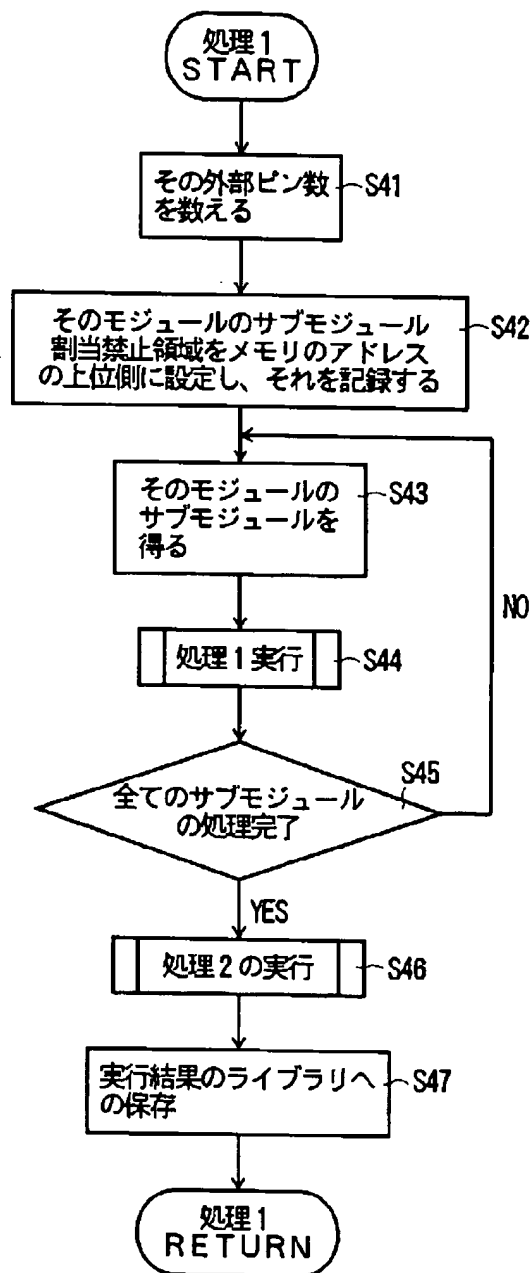 処理1
START
その外部ピン数
を数える
S41
そのモジュールのサブモジュール
割当禁止領域をメモリのアドレス
の上位側に設定し、それを記録する
S42
そのモジュールの
サブモジュールを
得る
S43
NO
処理1実行
S44
全てのサブモジュール
の処理完了
S45
YES
処理2の実行
S46
実行結果のライブラリへ
の保存
S47
処理1
RETURN